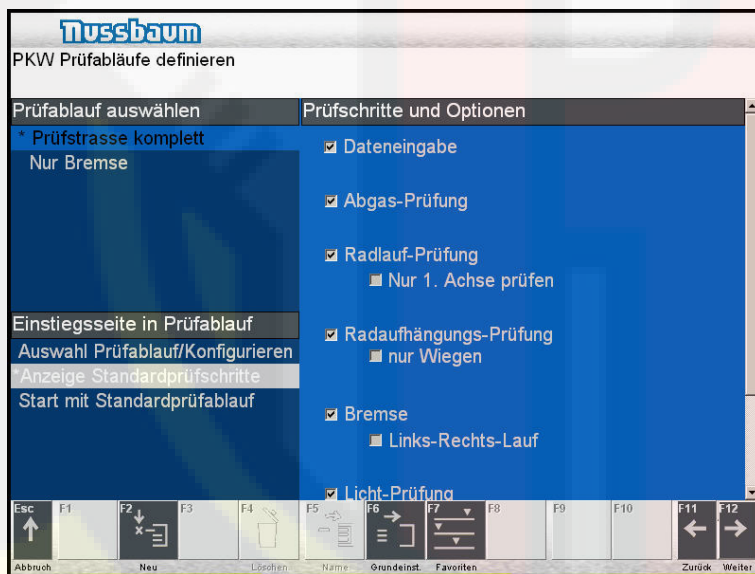 Nussbaum
PKW Prüfabläufe definieren
Prüfablauf auswählen
* Prüfstrasse komplett
Nur Bremse
Einstiegsseite in Prüfablauf
Auswahl Prüfablauf/Konfigurieren
*Anzeige Standardprüfschritte
Start mit Standardprüfablauf
Prüfschritte und Optionen
Dateneingabe
Abgas-Prüfung
Radlauf-Prüfung
Nur 1. Achse prüfen
Radaufhängungs-Prüfung
nur Wiegen
Bremse
Links-Rechts-Lauf
Licht-Prüfung
Esc F1 F2 F3 F4 F5 F6 F7 F8 F9 F10 F11 F12
Abbruch Neu Löschen Name Grundeinst. Favoriten Zurück Weiter